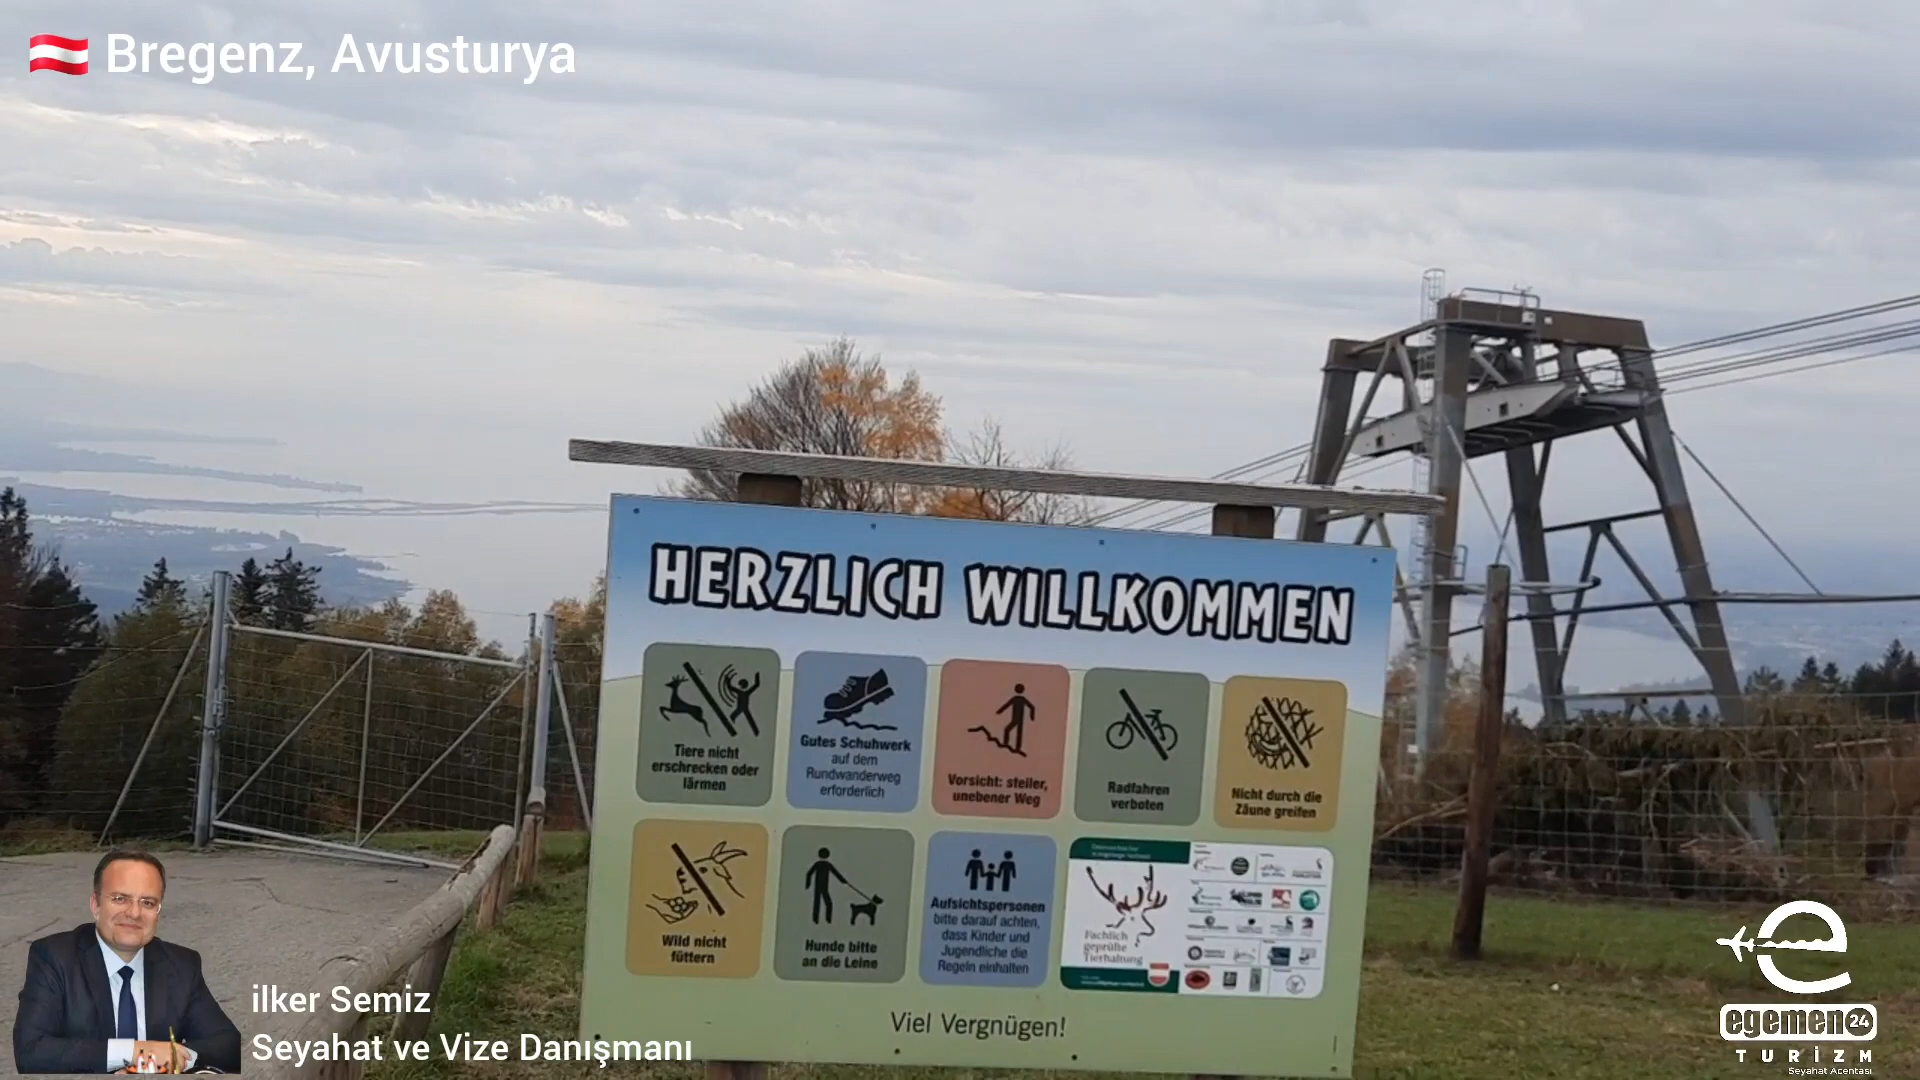 Bregenz, Avusturya
HERZLICH WILLKOMMEN
Tiere nicht
erschrecken oder
lärmen
Gutes Schuhwerk
auf dem
Rundwanderweg
erforderlich
Vorsicht: steiler,
unebener Weg
Radfahren
verboten
Nicht durch die
Zäune greifen
Wild nicht
füttern
Hunde bitte
an die Leine
Aufsichtspersonen
bitte darauf achten,
dass Kinder und
Jugendliche die
Regeln einhalten
Fachlich
geprüfte
Tierhaltung
Viel Vergnügen!
ilker Semiz
Seyahat ve Vize Danışmanı
egemen24
TURİZM
Seyahat Acentası